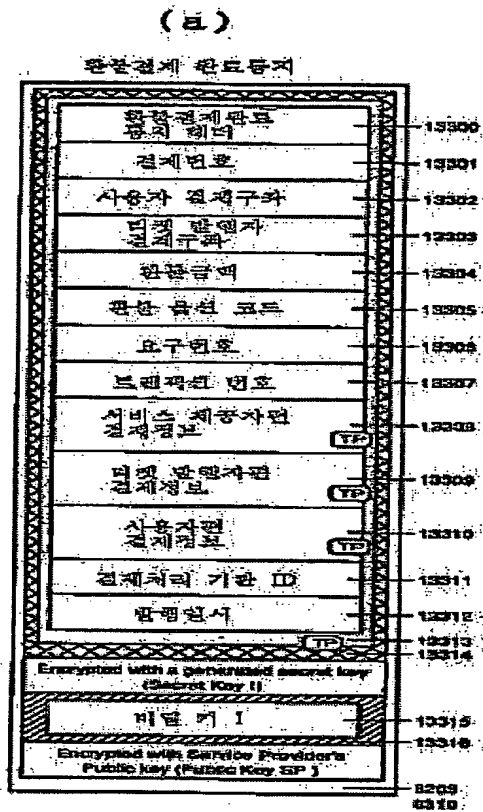 (a)
환불결제 완료통지
환불결제완료
통지 헤더
13300
결제번호
13301
사용자 결제구좌
13302
티켓 발행자
결제구좌
13303
환불금액
13304
환불 옵션 코드
13305
요구번호
13306
트랜잭션 번호
13307
서비스 제공자면
결제정보
TP
13308
티켓 발행자면
결제정보
TP
13309
사용자면
결제정보
TP
13310
결제처리 기관 ID
13311
발행일시
13312
TP
13313
13314
Encrypted with a generated secret key
(Secret Key I)
비밀 키 I
13315
13316
Encrypted with Service Provider's
Public key (Public Key SP)
8209
8310